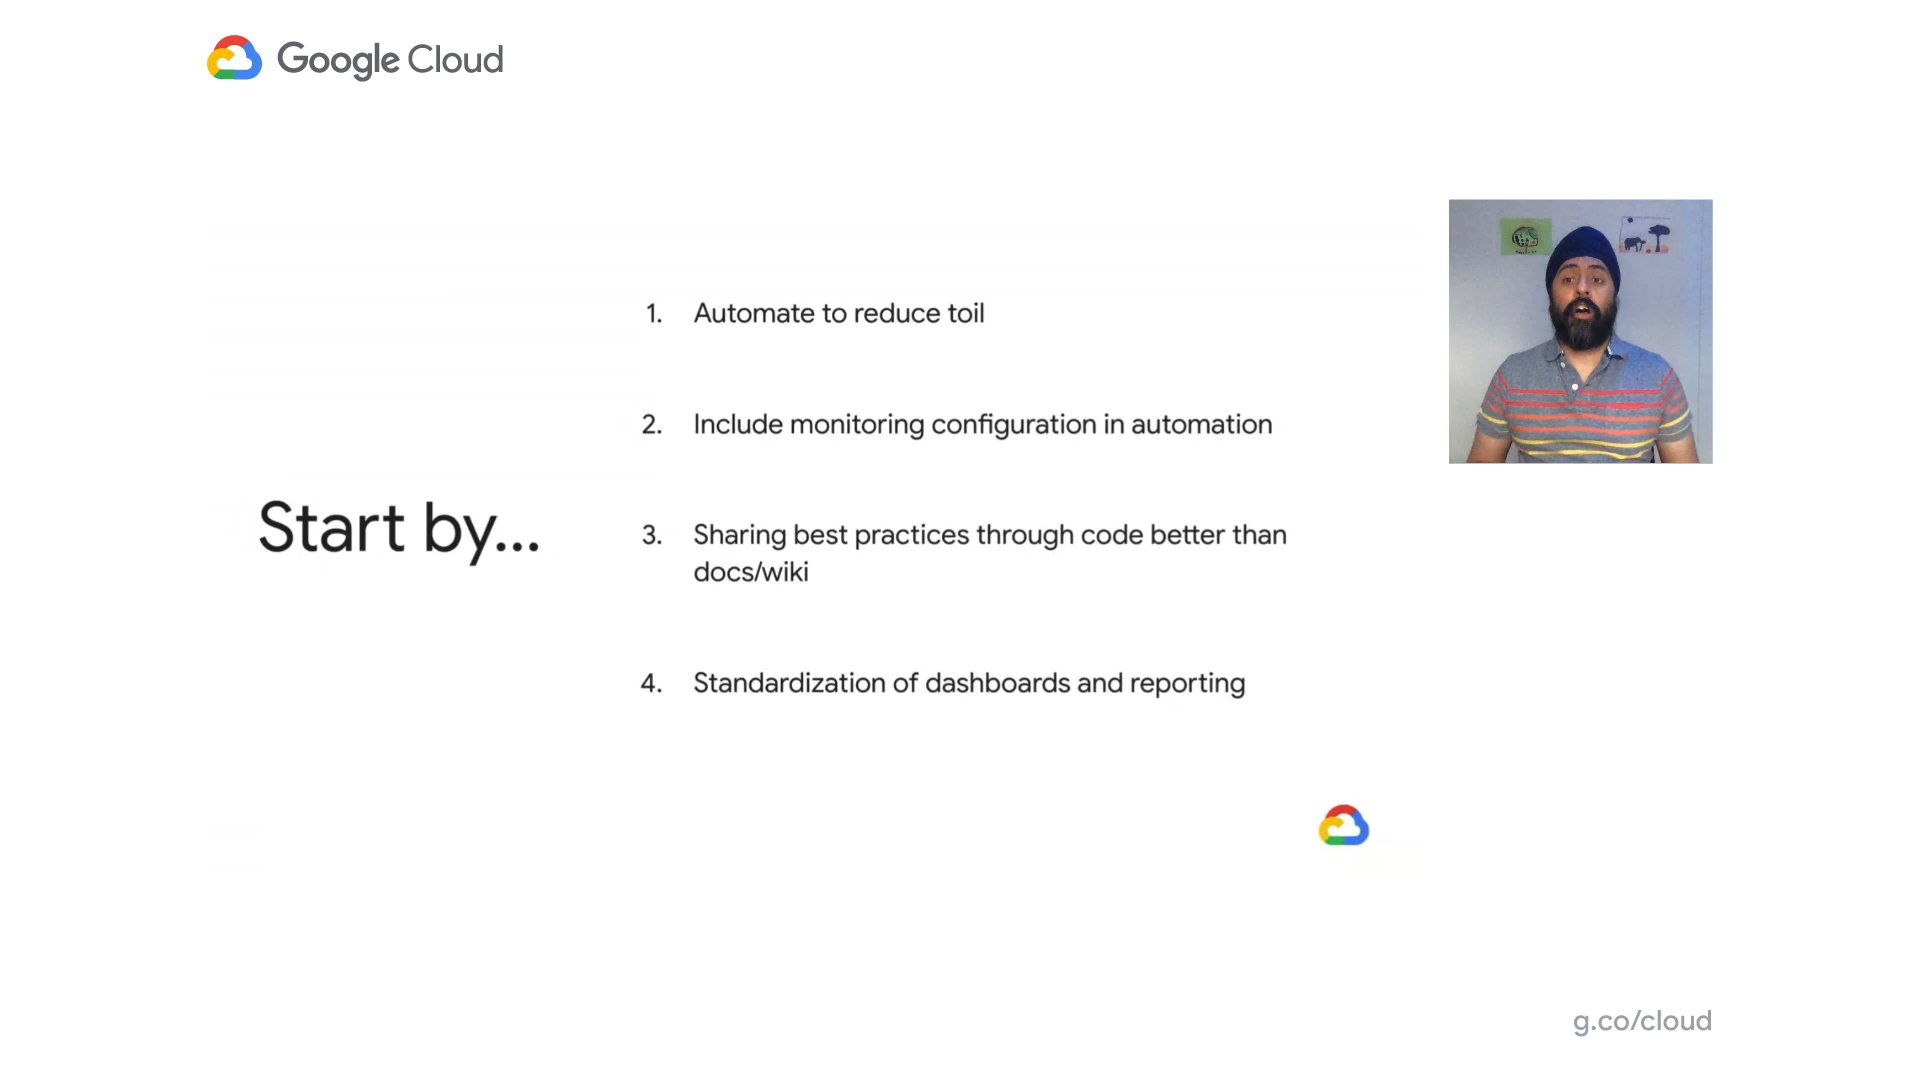 Google Cloud
Start by...
1. Automate to reduce toil
2. Include monitoring configuration in automation
3. Sharing best practices through code better than
docs/wiki
4. Standardization of dashboards and reporting
g.co/cloud